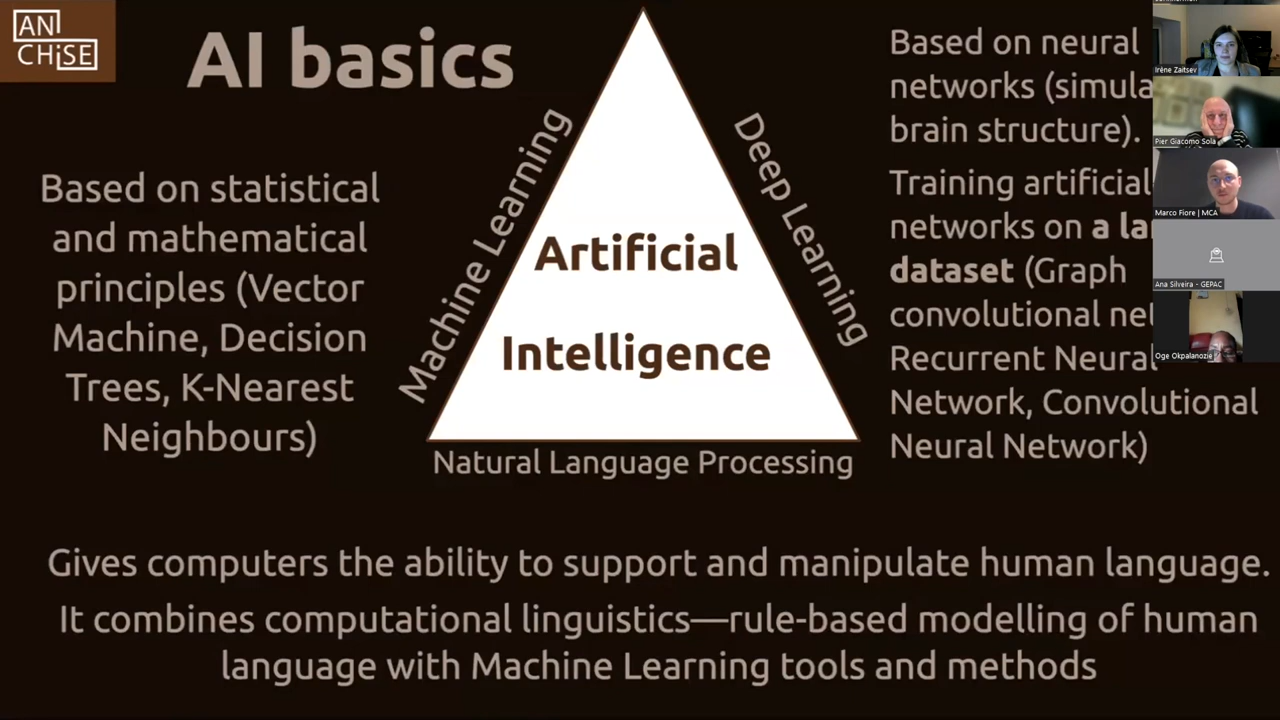 AN
CHiSE
AI basics
Based on statistical
and mathematical
principles (Vector
Machine, Decision
Trees, K-Nearest
Neighbours)
Machine Learning
Artificial
Intelligence
Deep Learning
Natural Language Processing
Based on neural
networks (simula
brain structure).
Training artificial
networks on a la
dataset (Graph
convolutional net
Recurrent Neural
Network, Convolutional
Neural Network)
Gives computers the ability to support and manipulate human language.
It combines computational linguistics—rule-based modelling of human
language with Machine Learning tools and methods
Irène Zaitsev
Pier Giacomo Sola
Marco Fiore | MCA
Ana Silveira - GEPAC
Oge Okpalanozie